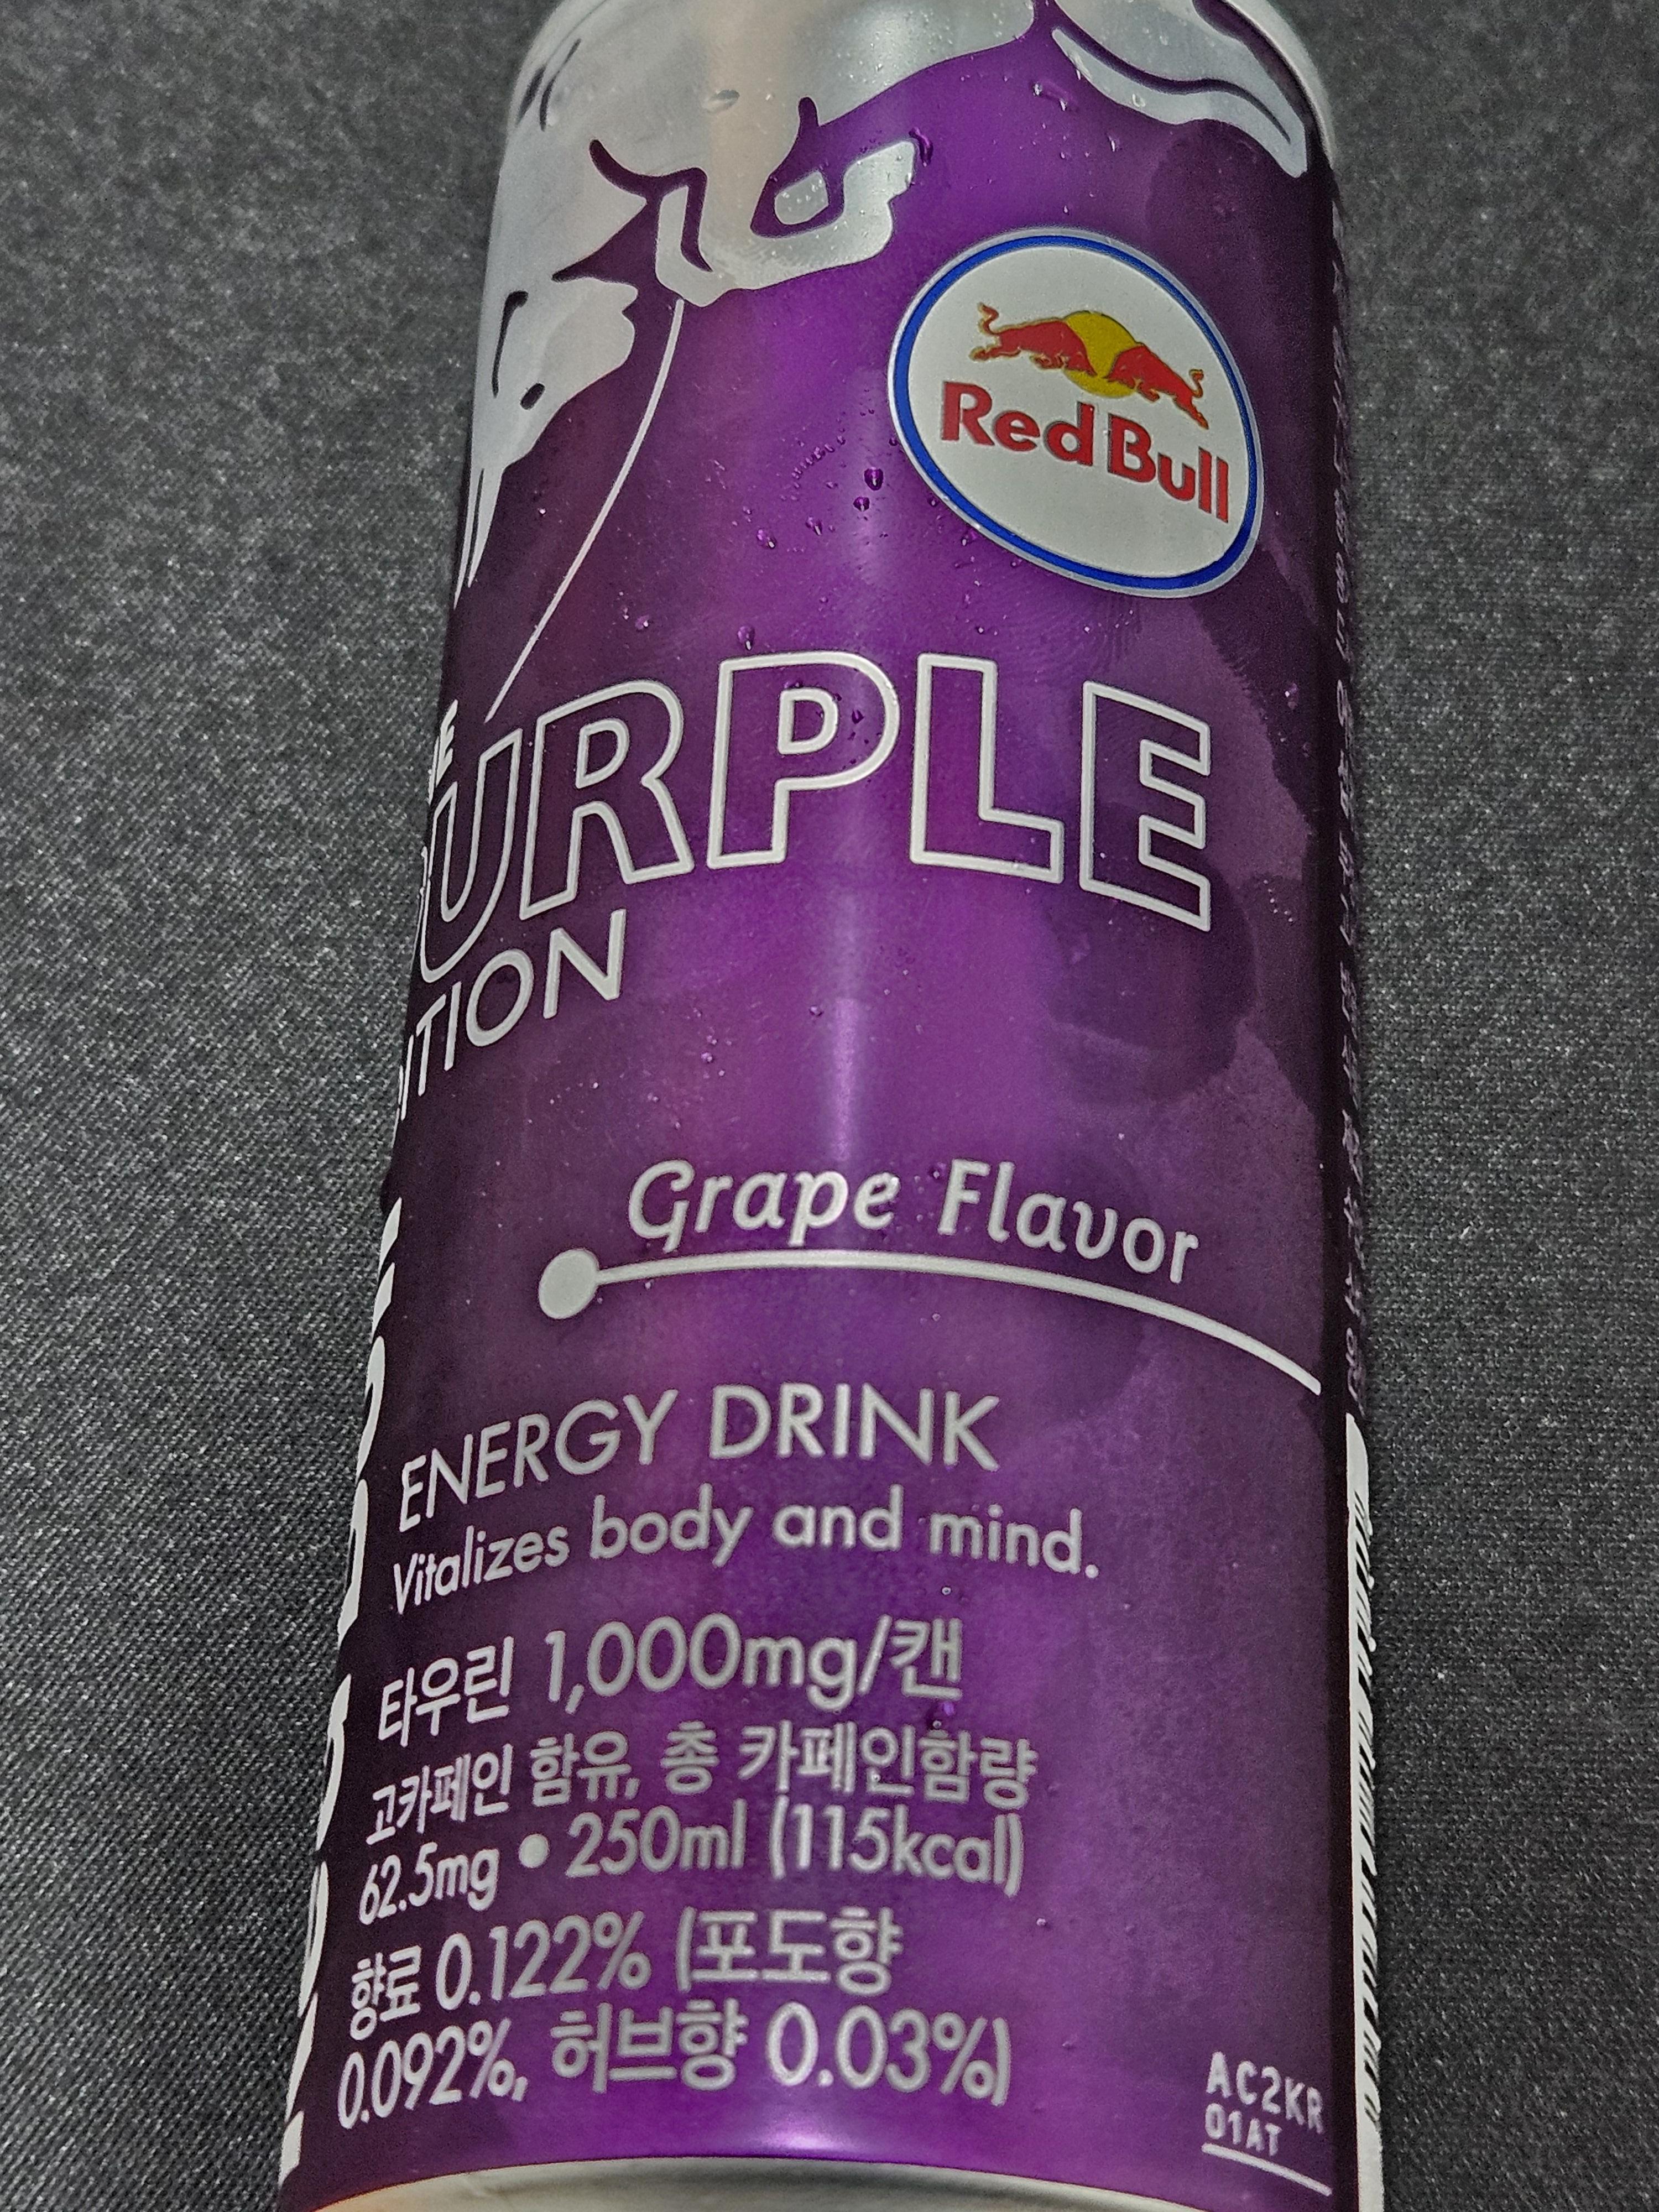 Red Bull
PURPLE
EDITION
Grape Flavor
ENERGY DRINK
Vitalizes body and mind.
타우린 1,000mg/캔
고카페인 함유, 총 카페인함량
62.5mg • 250ml (115kcal)
향료 0.122% (포도향
0.092%, 허브향 0.03%)
AC2KR
01AT